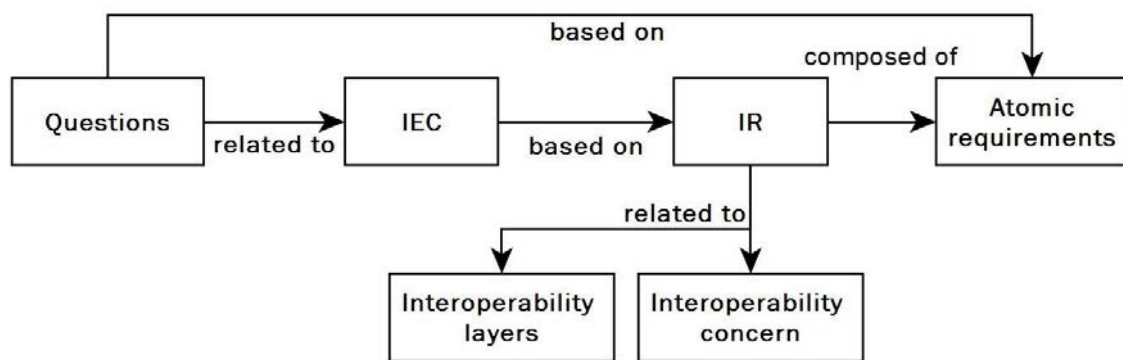 based on
composed of
Questions
related to
IEC
based on
IR
Atomic
requirements
related to
Interoperability
layers
Interoperability
concern